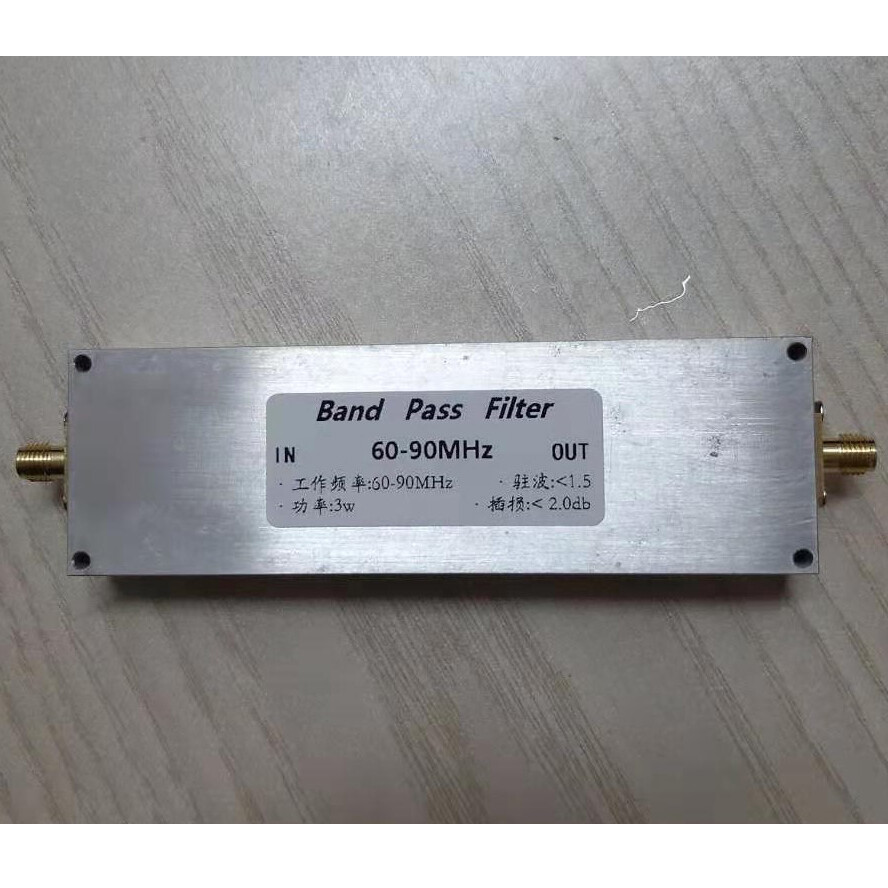 Band Pass Filter
IN 60-90MHz OUT
· 工作频率:60-90MHz · 驻波:<1.5
· 功率:3w · 插损:< 2.0db